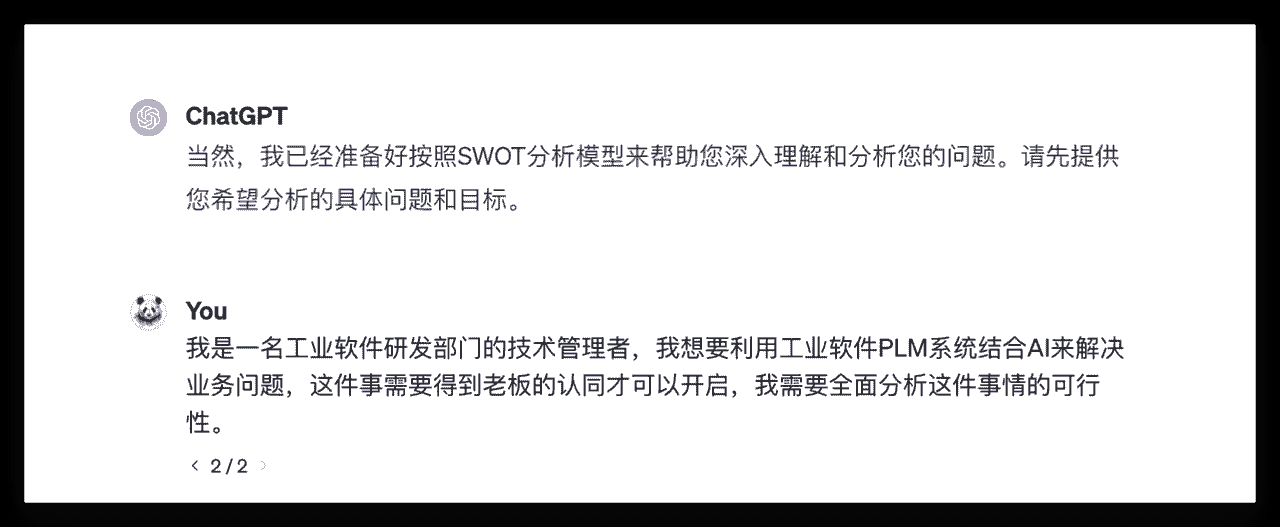 ChatGPT
当然，我已经准备好按照SWOT分析模型来帮助您深入理解和分析您的问题。请先提供
您希望分析的具体问题和目标。
You
我是一名工业软件研发部门的技术管理者，我想要利用工业软件PLM系统结合AI来解决
业务问题，这件事需要得到老板的认同才可以开启，我需要全面分析这件事情的可行
性。
2 / 2